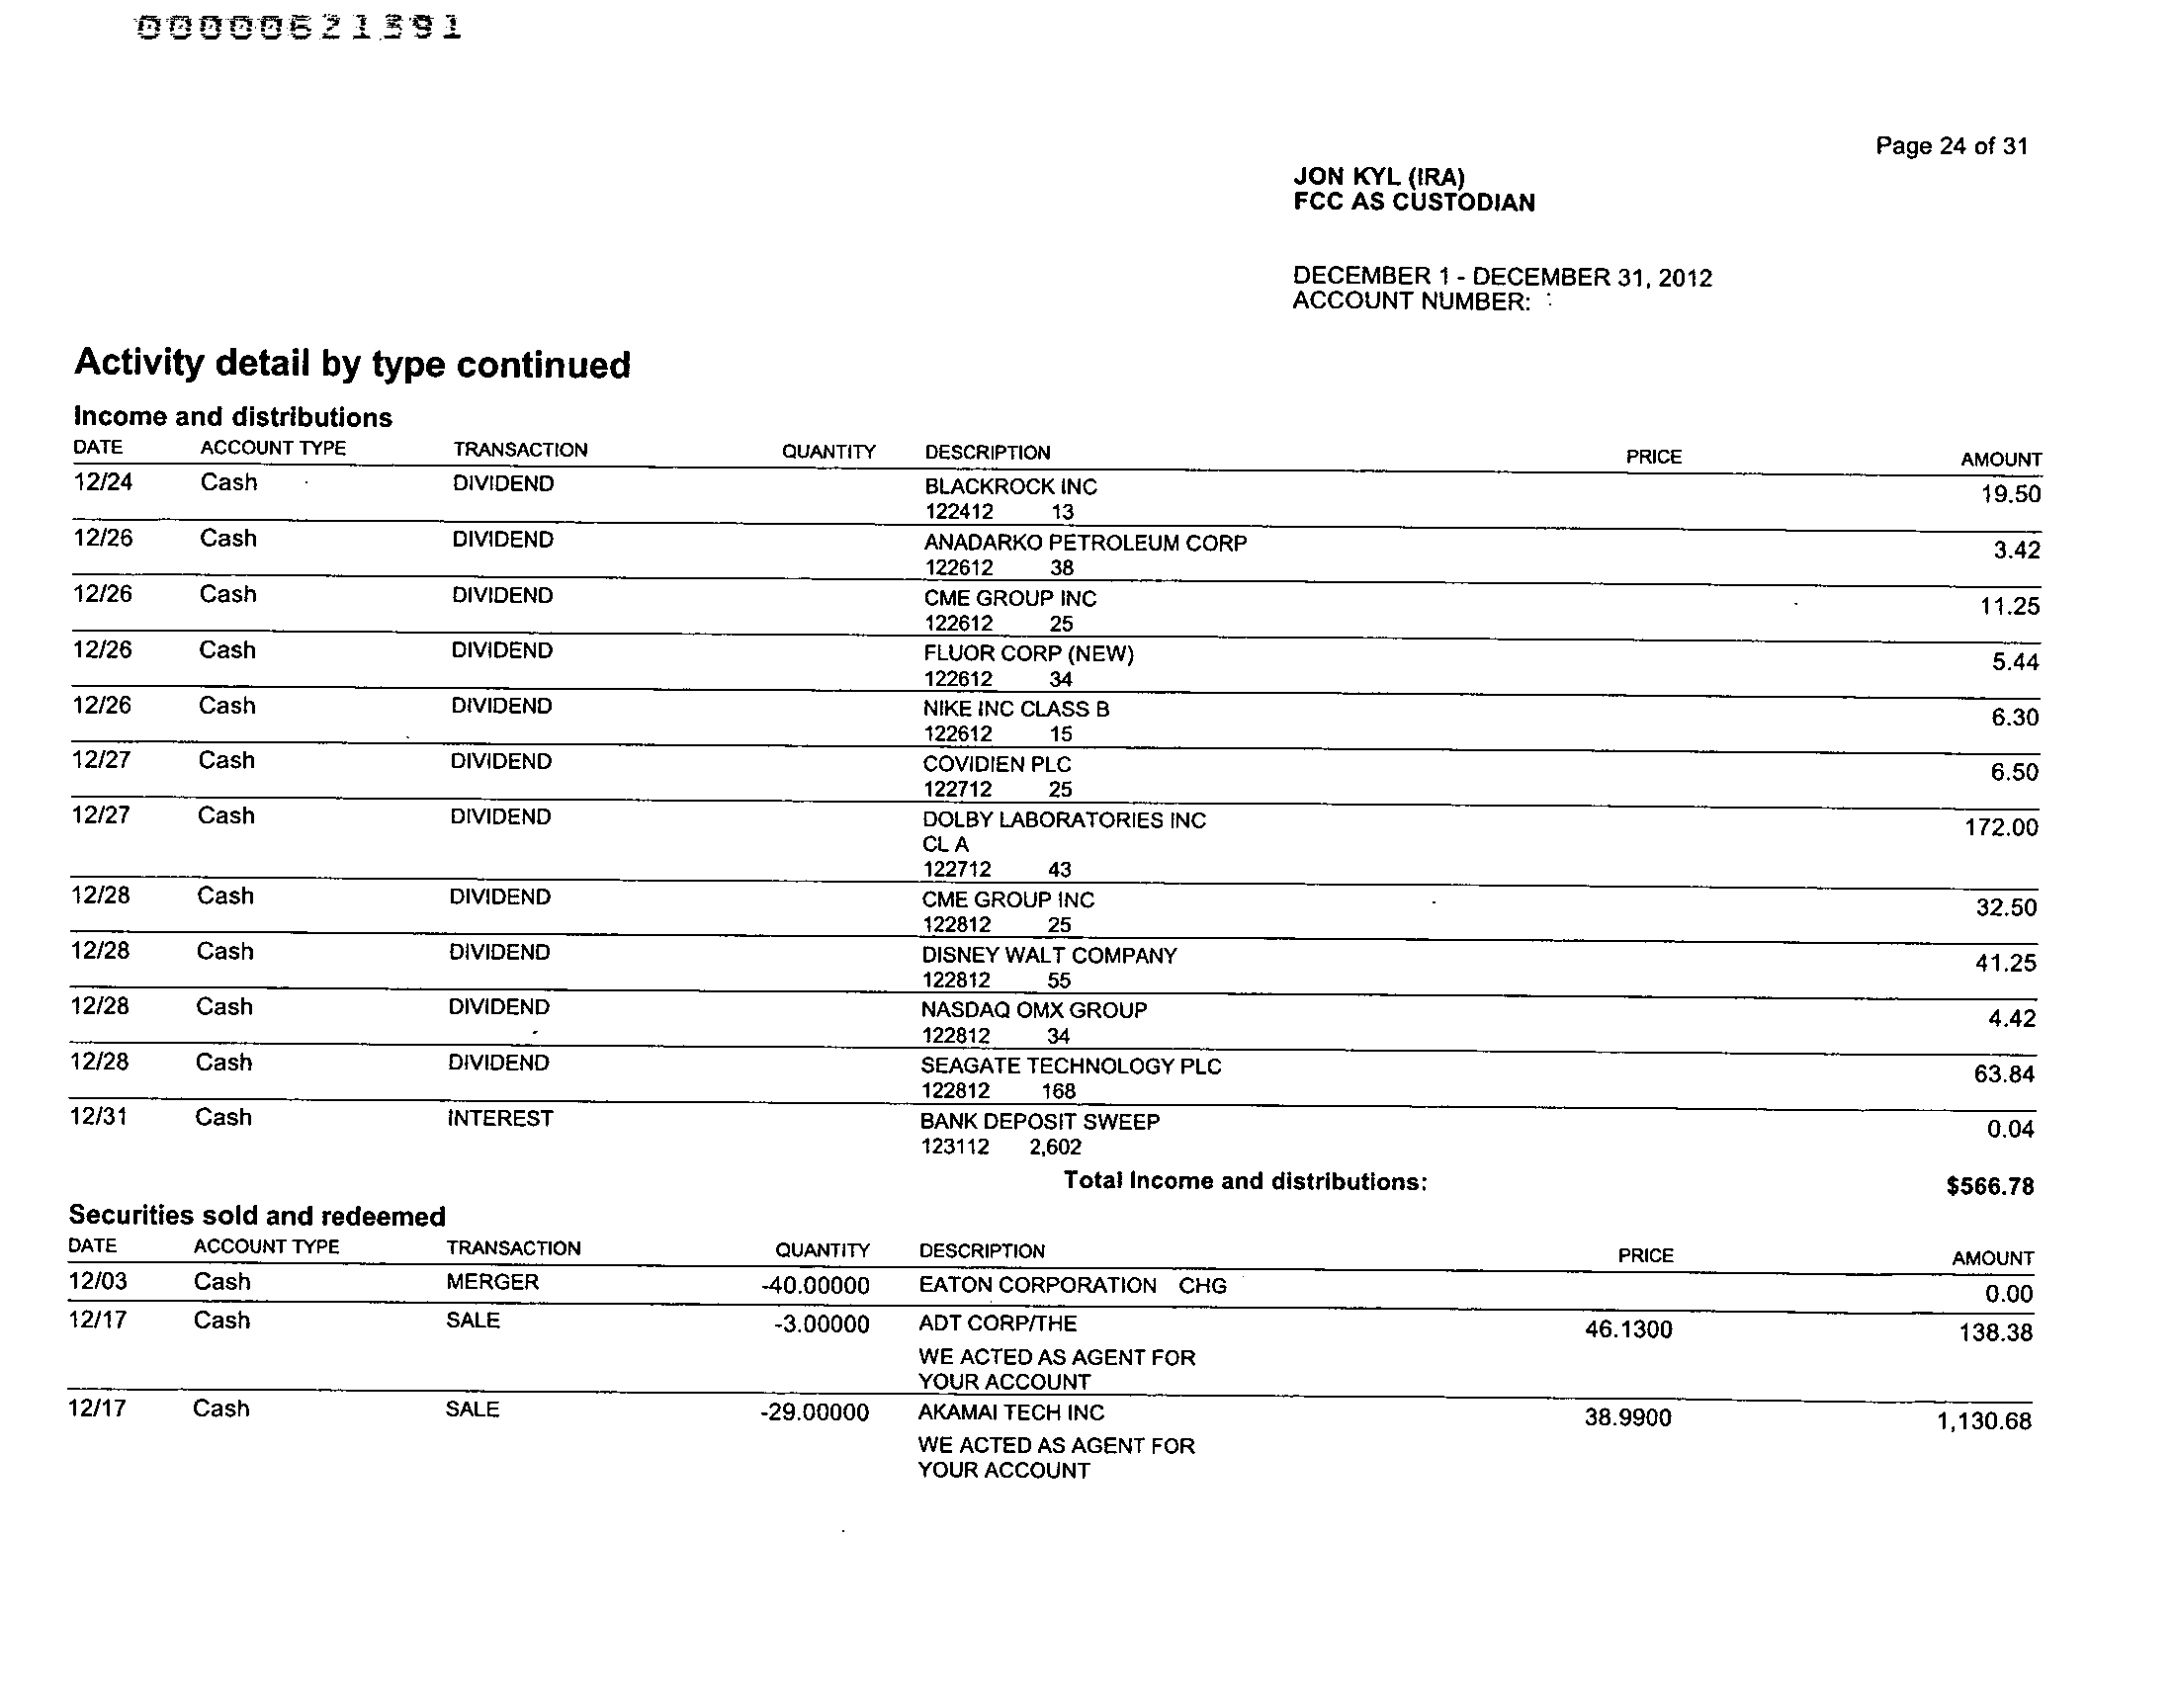 00000621391
Page 24 of 31
JON KYL (IRA)
FCC AS CUSTODIAN
DECEMBER 1 - DECEMBER 31, 2012
ACCOUNT NUMBER:
Activity detail by type continued
Income and distributions
DATE ACCOUNT TYPE TRANSACTION QUANTITY DESCRIPTION PRICE AMOUNT
12/24 Cash DIVIDEND BLACKROCK INC 19.50
122412 13
12/26 Cash DIVIDEND ANADARKO PETROLEUM CORP 3.42
122612 38
12/26 Cash DIVIDEND CME GROUP INC 11.25
122612 25
12/26 Cash DIVIDEND FLUOR CORP (NEW) 5.44
122612 34
12/26 Cash DIVIDEND NIKE INC CLASS B 6.30
122612 15
12/27 Cash DIVIDEND COVIDIEN PLC 6.50
122712 25
12/27 Cash DIVIDEND DOLBY LABORATORIES INC 172.00
CL A
122712 43
12/28 Cash DIVIDEND CME GROUP INC 32.50
122812 25
12/28 Cash DIVIDEND DISNEY WALT COMPANY 41.25
122812 55
12/28 Cash DIVIDEND NASDAQ OMX GROUP 4.42
122812 34
12/28 Cash DIVIDEND SEAGATE TECHNOLOGY PLC 63.84
122812 168
12/31 Cash INTEREST BANK DEPOSIT SWEEP 0.04
123112 2,602
Total Income and distributions: $566.78
Securities sold and redeemed
DATE ACCOUNT TYPE TRANSACTION QUANTITY DESCRIPTION PRICE AMOUNT
12/03 Cash MERGER -40.00000 EATON CORPORATION CHG 0.00
12/17 Cash SALE -3.00000 ADT CORP/THE 46.1300 138.38
WE ACTED AS AGENT FOR
YOUR ACCOUNT
12/17 Cash SALE -29.00000 AKAMAI TECH INC 38.9900 1,130.68
WE ACTED AS AGENT FOR
YOUR ACCOUNT